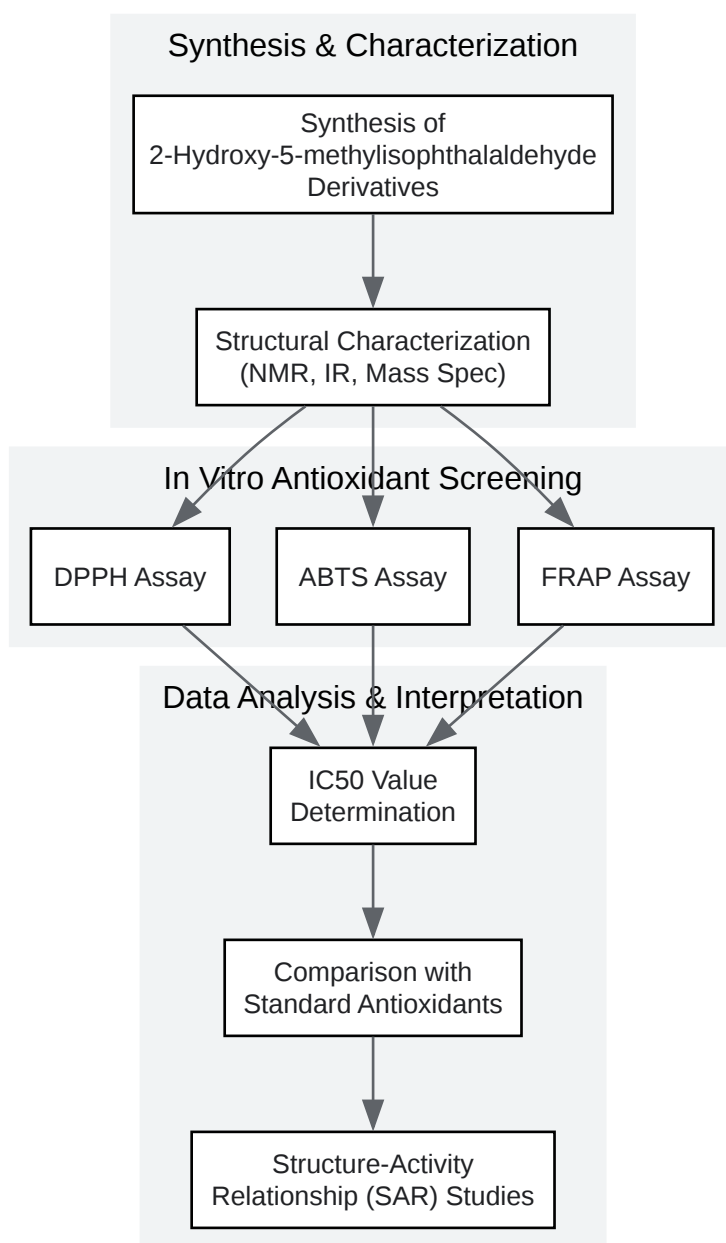 Synthesis & Characterization
Synthesis of
2-Hydroxy-5-methylisophthalaldehyde
Derivatives
Structural Characterization
(NMR, IR, Mass Spec)
In Vitro Antioxidant Screening
DPPH Assay
ABTS Assay
FRAP Assay
Data Analysis & Interpretation
IC50 Value
Determination
Comparison with
Standard Antioxidants
Structure-Activity
Relationship (SAR) Studies